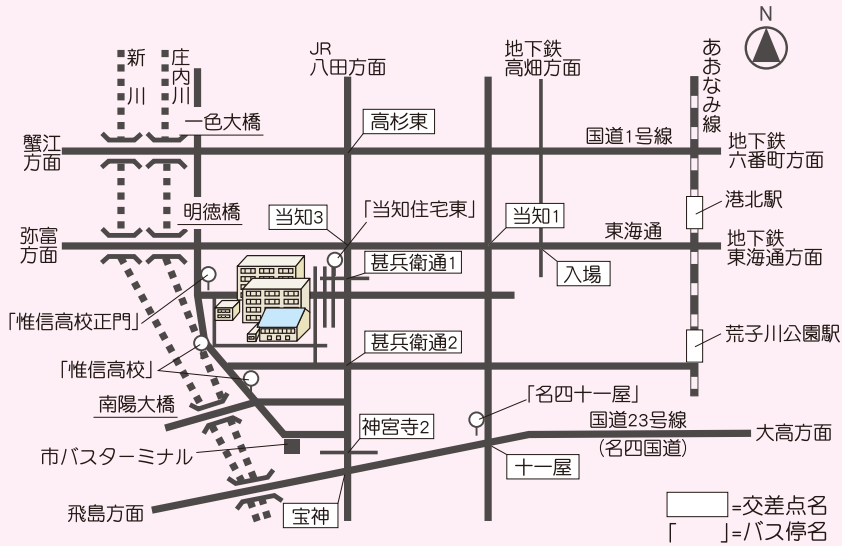 N
新川
庄内川
JR
八田方面
地下鉄
高畑方面
あおなみ線
一色大橋
高杉東
国道1号線
蟹江
方面
地下鉄
六番町方面
港北駅
明徳橋
当知3
「当知住宅東」
当知1
東海通
弥富
方面
地下鉄
東海通方面
甚兵衛通1
入場
「惟信高校正門」
荒子川公園駅
甚兵衛通2
「惟信高校」
「名四十一屋」
南陽大橋
神宮寺2
国道23号線
(名四国道)
大高方面
市バスターミナル
十一屋
飛島方面
宝神
=交差点名
「　」=バス停名